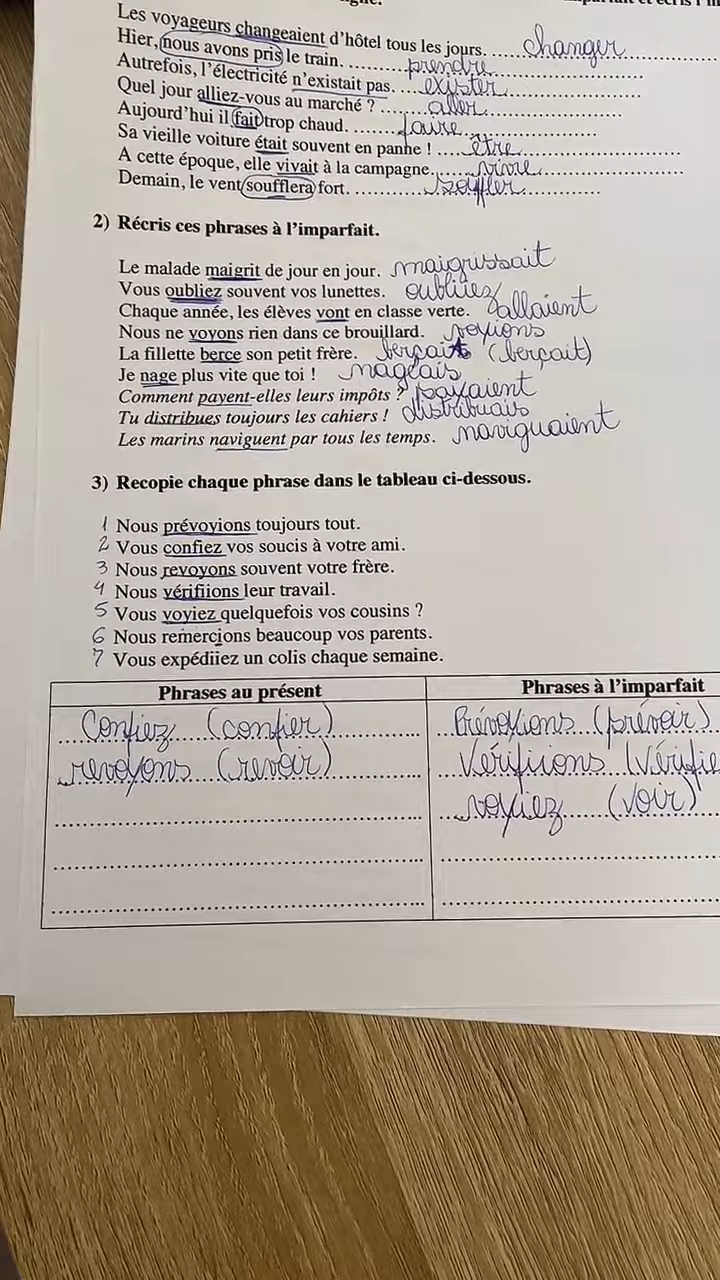 Les voyageurs changeaient d'hôtel tous les jours. .... changer
Hier, nous avons pris le train. prendre
Autrefois, l'électricité n'existait pas. exister
Quel jour alliez-vous au marché ? aller
Aujourd'hui il fait trop chaud. faire
Sa vieille voiture était souvent en panhe ! être
A cette époque, elle vivait à la campagne. vivre
Demain, le vent soufflera fort. souffler
2) Récris ces phrases à l'imparfait.
Le malade maigrit de jour en jour. maigrissait
Vous oubliez souvent vos lunettes. oubliiez
Chaque année, les élèves vont en classe verte. allaient
Nous ne voyons rien dans ce brouillard. voyions
La fillette berce son petit frère. (berçait)
Je nage plus vite que toi ! nageais
Comment payent-elles leurs impôts ? payaient
Tu distribues toujours les cahiers ! distribuais
Les marins naviguent par tous les temps. naviguaient
3) Recopie chaque phrase dans le tableau ci-dessous.
1 Nous prévoyions toujours tout.
2 Vous confiez vos soucis à votre ami.
3 Nous revoyons souvent votre frère.
4 Nous vérifiions leur travail.
5 Vous voyiez quelquefois vos cousins ?
6 Nous remercions beaucoup vos parents.
7 Vous expédiiez un colis chaque semaine.
Phrases au présent Phrases à l'imparfait
Confiez (confier) Prévoyions (prévoir)
revoyons (revoir) Vérifiions (vérifie
voyiez (voir)